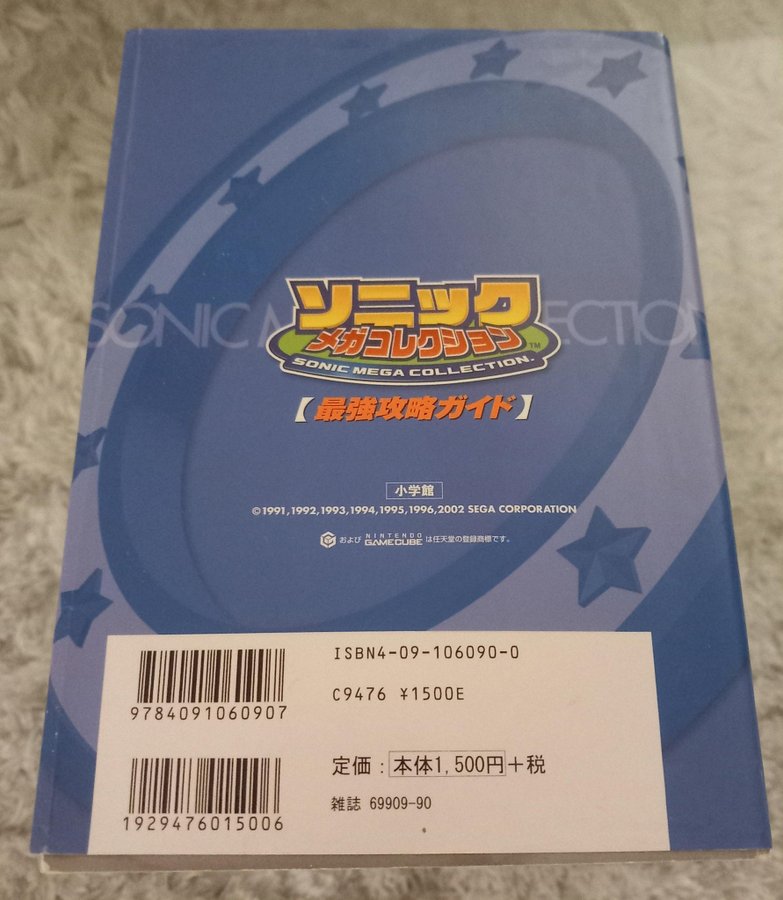 SONIC M ECTION
ソニック
メガコレクション™
SONIC MEGA COLLECTION.
【最強攻略ガイド】
小学館
©1991,1992,1993,1994,1995,1996,2002 SEGA CORPORATION
および NINTENDO GAMECUBE は任天堂の登録商標です。
ISBN4-09-106090-0
C9476 ¥1500E
9784091060907
定価：本体1,500円+税
雑誌 69909-90
1929476015006